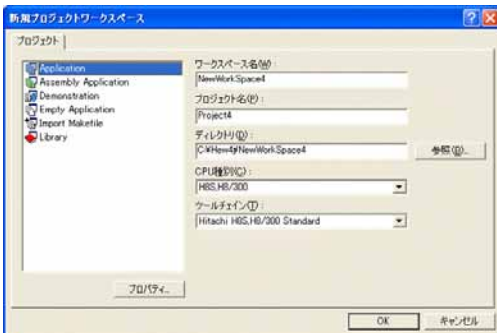 新規プロジェクトワークスペース
プロジェクト
Application
Assembly Application
Demonstration
Empty Application
Import Makefile
Library
プロパティ...
ワークスペース名(W):
NewWorkSpace4
プロジェクト名(P):
Project4
ディレクトリ(D):
C:¥Hew4¥NewWorkSpace4
参照(B)...
CPU種別(C):
H8S,H8/300
ツールチェイン(T):
Hitachi H8S,H8/300 Standard
OK
キャンセル